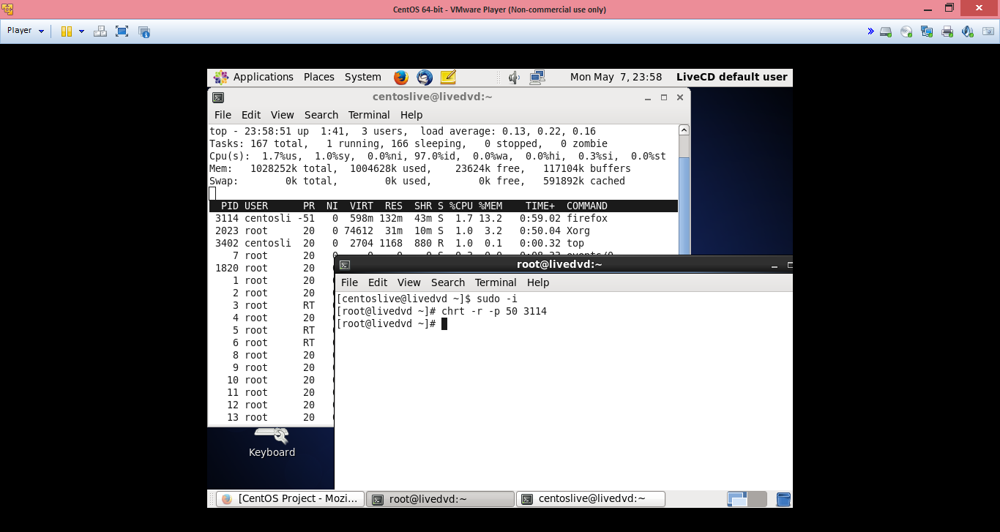 CentOS 64-bit - VMware Player (Non-commercial use only)
Player
Applications Places System Mon May 7, 23:58 LiveCD default user
centoslive@livedvd:~
File Edit View Search Terminal Help
top - 23:58:51 up  1:41,  3 users,  load average: 0.13, 0.22, 0.16
Tasks: 167 total,   1 running, 166 sleeping,   0 stopped,   0 zombie
Cpu(s):  1.7%us,  1.0%sy,  0.0%ni, 97.0%id,  0.0%wa,  0.0%hi,  0.3%si,  0.0%st
Mem:   1028252k total,  1004628k used,    23624k free,   117104k buffers
Swap:        0k total,        0k used,        0k free,   591892k cached
PID USER      PR  NI  VIRT  RES  SHR S %CPU %MEM    TIME+  COMMAND
3114 centosli -51   0  598m 132m  43m S  1.7 13.2   0:59.02 firefox
2023 root      20   0 74612  31m  10m S  1.0  3.2   0:50.04 Xorg
3402 centosli  20   0  2704 1168  880 R  1.0  0.1   0:00.32 top
7 root      20
1820 root      20
1 root      20
2 root      20
3 root      RT
4 root      20
5 root      RT
6 root      RT
8 root      20
9 root      20
10 root      20
11 root      20
12 root      20
13 root      20
root@livedvd:~
File Edit View Search Terminal Help
[centoslive@livedvd ~]$ sudo -i
[root@livedvd ~]# chrt -r -p 50 3114
[root@livedvd ~]#
Keyboard
[CentOS Project - Mozi... root@livedvd:~ centoslive@livedvd:~